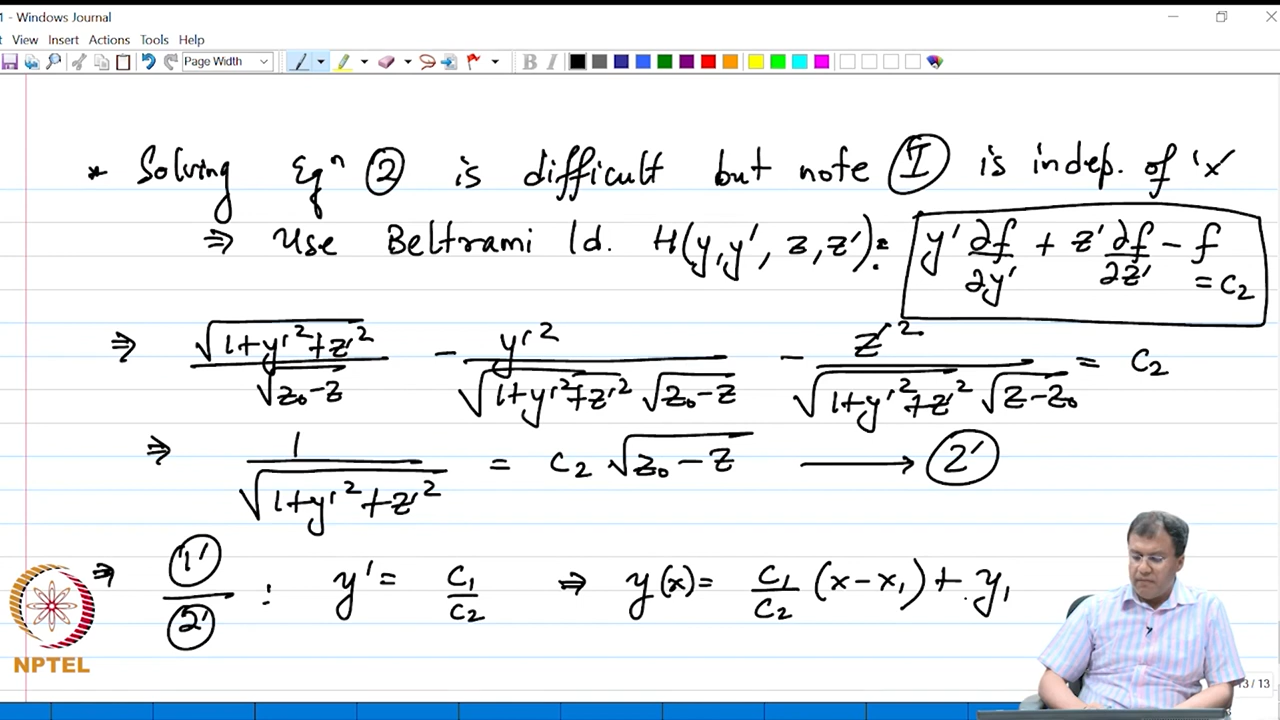 1 - Windows Journal
View Insert Actions Tools Help
Page Width
B I
* Solving Eqⁿ ② is difficult but note Ⓘ is indep. of 'x
⇒ Use Beltrami Id. H(y, y', z, z') = y' ∂f/∂y' + z' ∂f/∂z' - f = c₂
⇒ √(1+y'²+z'²) / √(z₀-z) - y'² / (√(1+y'²+z'²) √(z₀-z)) - z'² / (√(1+y'²+z'²) √(z-z₀)) = c₂
⇒ 1 / √(1+y'²+z'²) = c₂ √(z₀-z) ⟶ (2')
⇒ (1')/(2') : y' = c₁/c₂ ⇒ y(x) = c₁/c₂ (x-x₁) + y₁
NPTEL
13 / 13